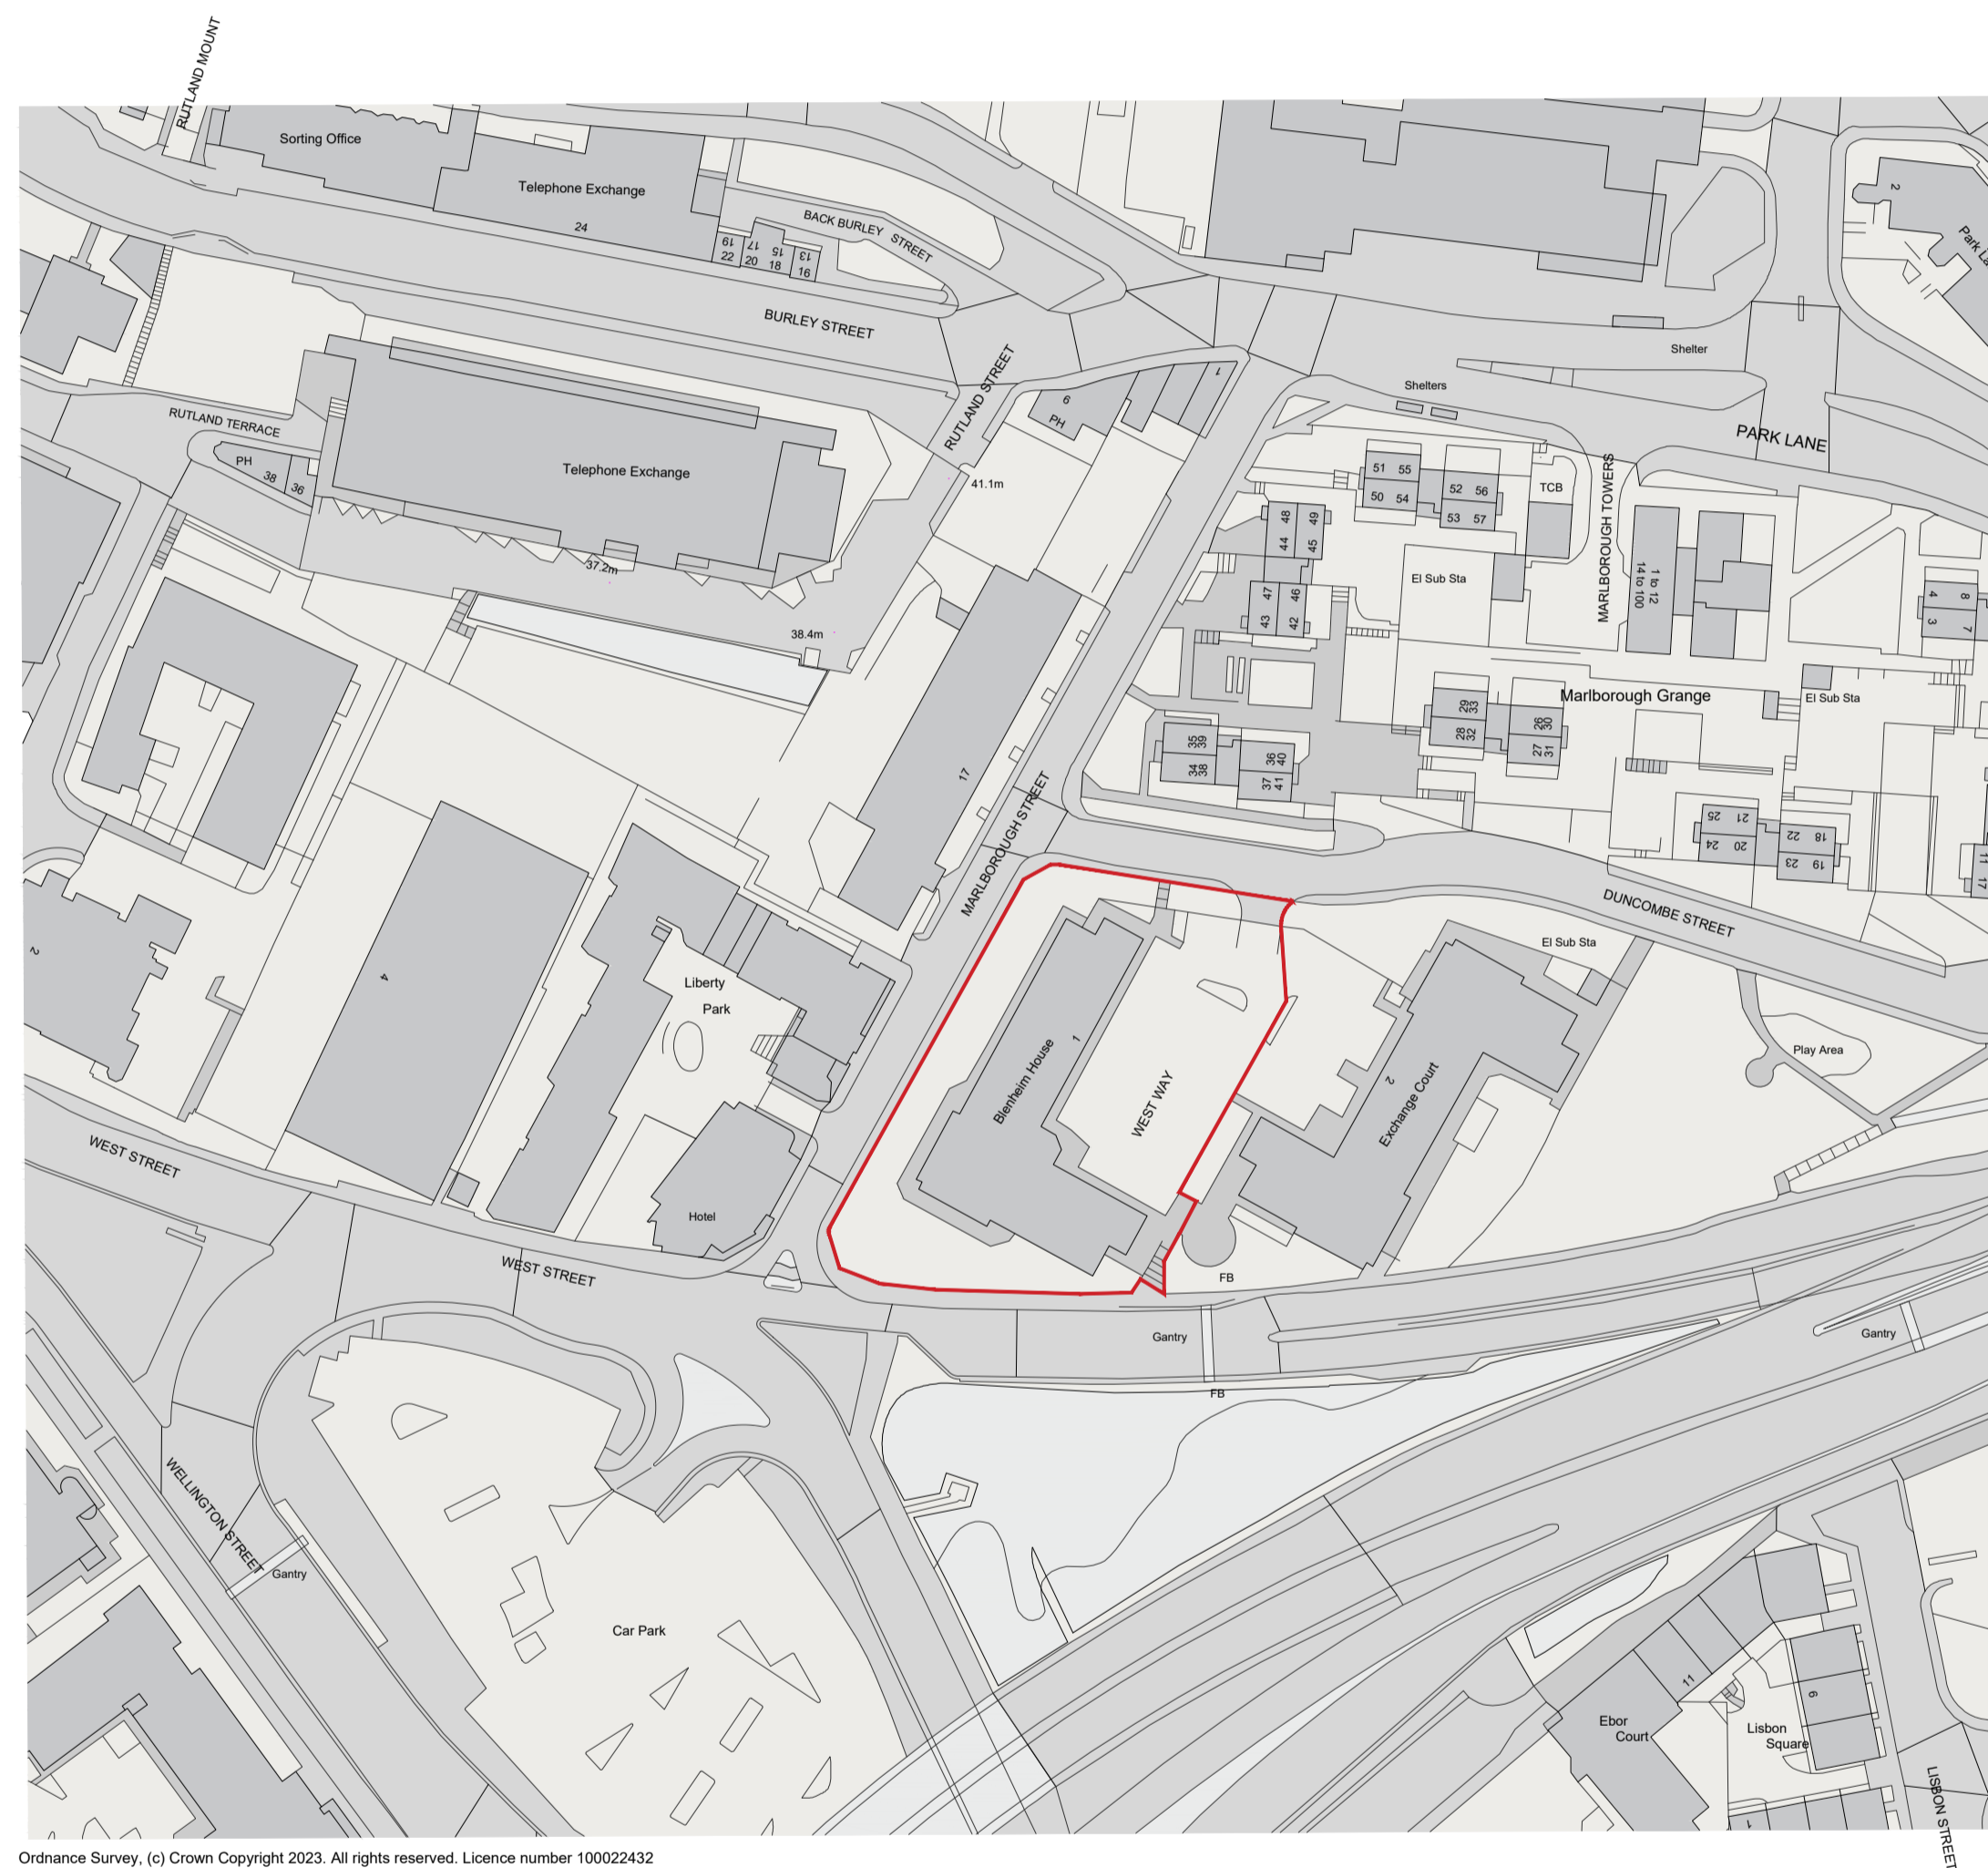 RUTLAND MOUNT
Sorting Office
Telephone Exchange
24
BACK BURLEY STREET
19 17 15 13
22 20 18 16
BURLEY STREET
2
Shelter
Shelters
PARK LANE
RUTLAND STREET
6
PH
1
RUTLAND TERRACE
PH
38
36
Telephone Exchange
41.1m
37.2m
38.4m
51 55
50 54
52 56
53 57
TCB
MARLBOROUGH TOWERS
48 49
44 45
47 46
43 42
El Sub Sta
1 to 12
14 to 100
4 8
3 7
Marlborough Grange
El Sub Sta
29 33
28 32
26 30
27 31
35 39
34 38
36 40
37 41
25 21
24 20
22 18
23 19
11
17
17
MARLBOROUGH STREET
DUNCOMBE STREET
El Sub Sta
2
4
Liberty
Park
Blenheim House
1
WEST WAY
2
Exchange Court
Play Area
WEST STREET
Hotel
WEST STREET
FB
Gantry
FB
Gantry
WELLINGTON STREET
Gantry
Car Park
11
6
Ebor
Court
Lisbon
Square
1
LISBON STREET
Ordnance Survey, (c) Crown Copyright 2023. All rights reserved. Licence number 100022432